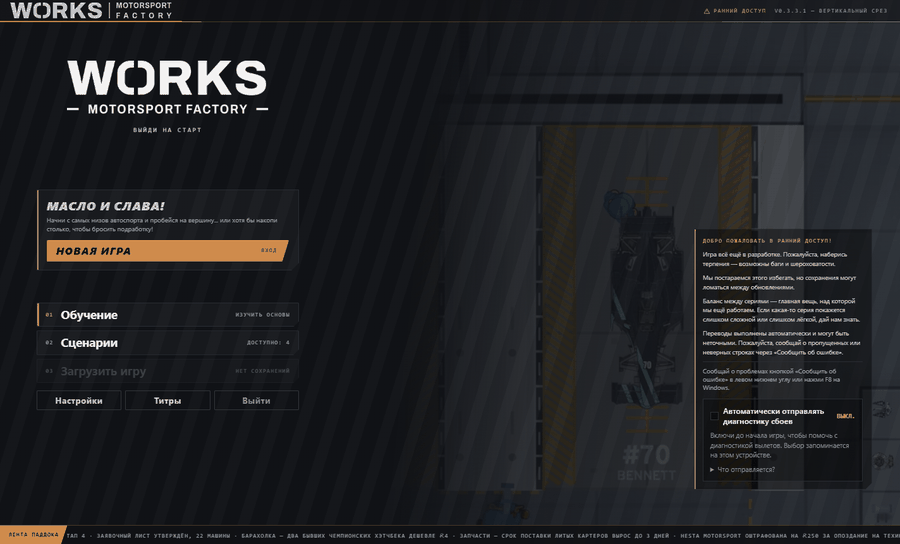 WORKS
MOTORSPORT
FACTORY
РАННИЙ ДОСТУП V0.3.3.1 — ВЕРТИКАЛЬНЫЙ СРЕЗ
WORKS
MOTORSPORT FACTORY
ВЫЙДИ НА СТАРТ
МАСЛО И СЛАВА!
Начни с самых низов автоспорта и пробейся на вершину... или хотя бы накопи
столько, чтобы бросить подработку!
НОВАЯ ИГРА ВХОД
01 Обучение ИЗУЧИТЬ ОСНОВЫ
02 Сценарии ДОСТУПНО: 4
03 Загрузить игру НЕТ СОХРАНЕНИЙ
Настройки Титры Выйти
70
#70
BENNETT
ДОБРО ПОЖАЛОВАТЬ В РАННИЙ ДОСТУП!
Игра всё ещё в разработке. Пожалуйста, наберись
терпения — возможны баги и шероховатости.
Мы постараемся этого избегать, но сохранения могут
ломаться между обновлениями.
Баланс между сериями — главная вещь, над которой
мы ещё работаем. Если какая-то серия покажется
слишком сложной или слишком лёгкой, дай нам знать.
Переводы выполнены автоматически и могут быть
неточными. Пожалуйста, сообщай о пропущенных или
неверных строках через «Сообщить об ошибке».
Сообщай о проблемах кнопкой «Сообщить об
ошибке» в левом нижнем углу или нажми F8 на
Windows.
Автоматически отправлять
диагностику сбоев
ВЫКЛ.
Включи до начала игры, чтобы помочь с
диагностикой вылетов. Выбор запоминается
на этом устройстве.
Что отправляется?
ЛЕНТА ПАДДОКА ТАП 4 · ЗАЯВОЧНЫЙ ЛИСТ УТВЕРЖДЁН, 22 МАШИНЫ · БАРАХОЛКА — ДВА БЫВШИХ ЧЕМПИОНСКИХ ХЭТЧБЕКА ДЕШЕВЛЕ ₭4 · ЗАПЧАСТИ — СРОК ПОСТАВКИ ЛИТЫХ КАРТЕРОВ ВЫРОС ДО 3 ДНЕЙ · HESTA MOTORSPORT ОШТРАФОВАНА НА ₭250 ЗА ОПОЗДАНИЕ НА ТЕХН